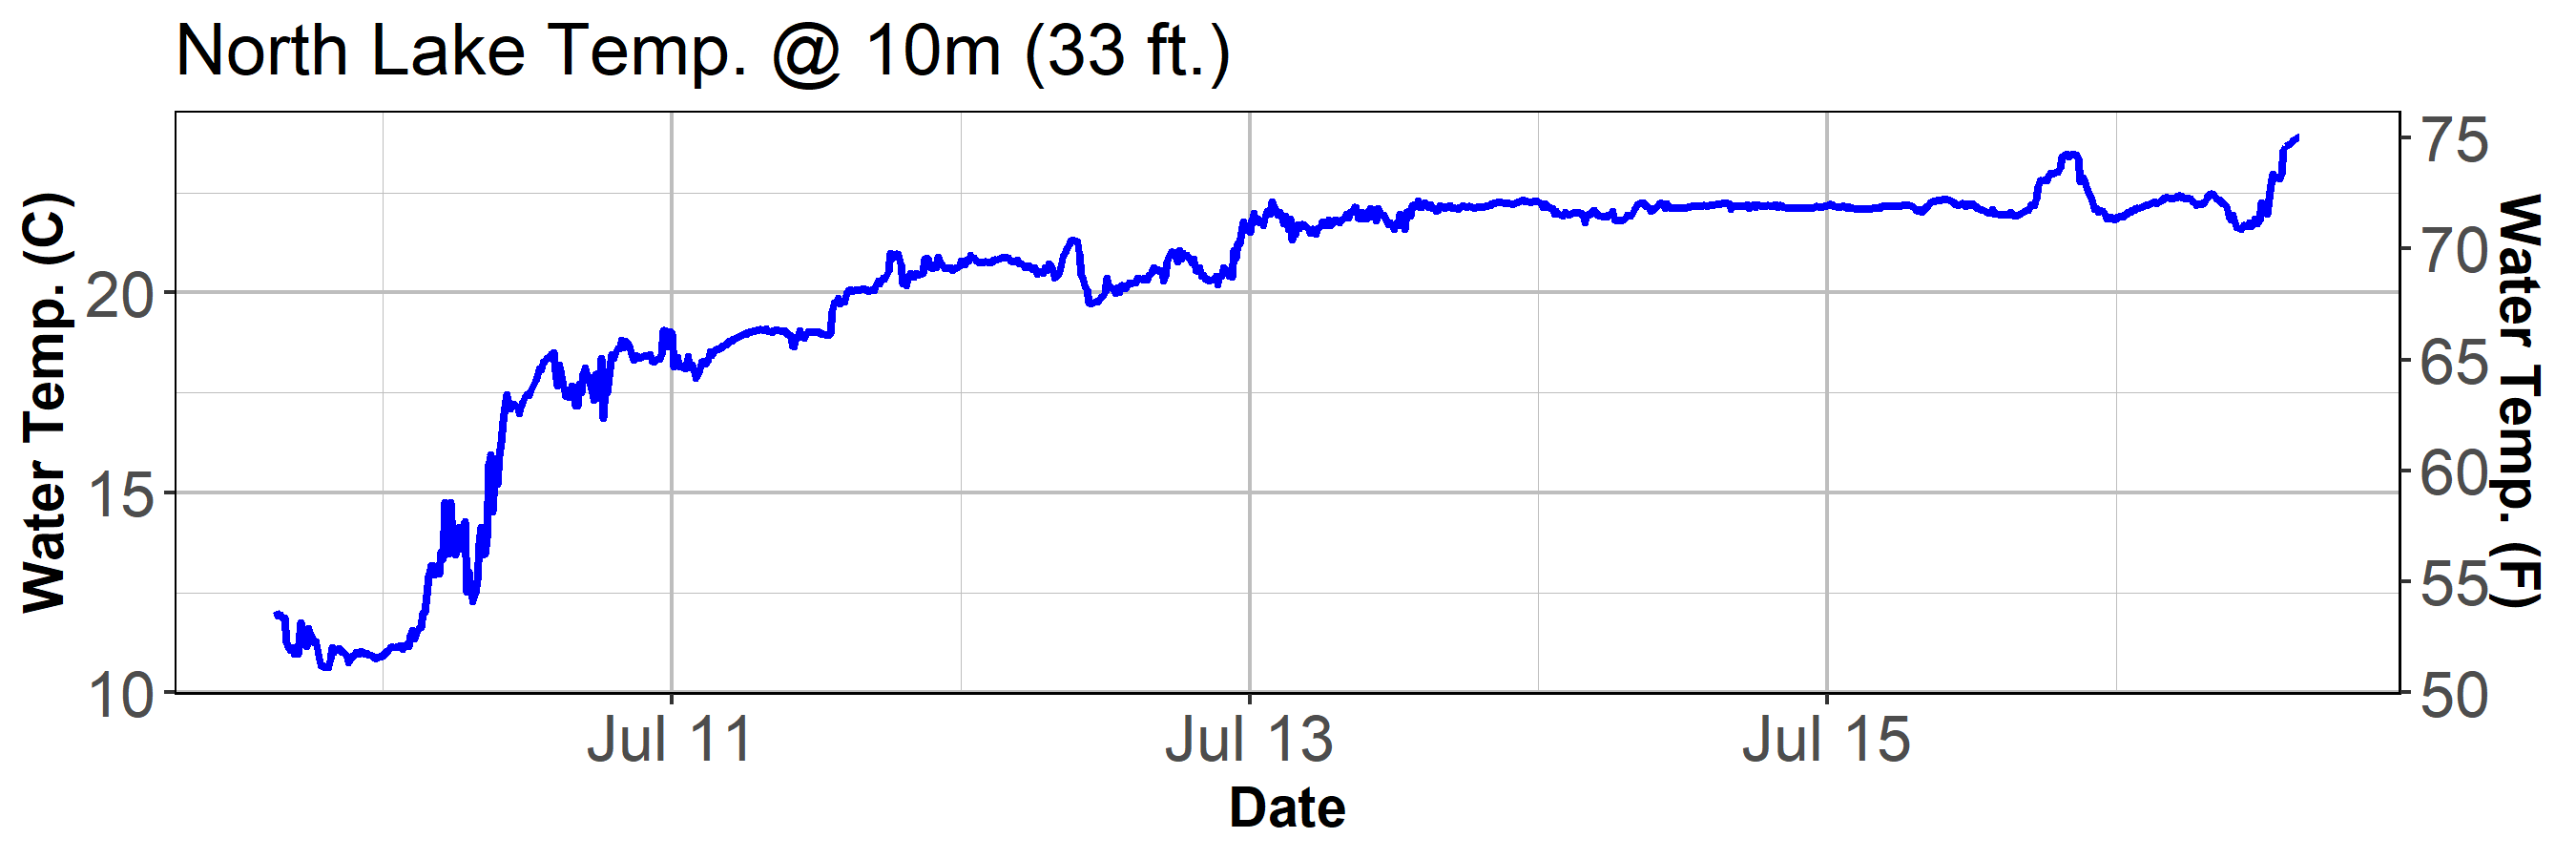 North Lake Temp. @ 10m (33 ft.)
Water Temp. (C)
20
15
10
75
70
65
60
55
50
Water Temp. (F)
Jul 11
Jul 13
Jul 15
Date